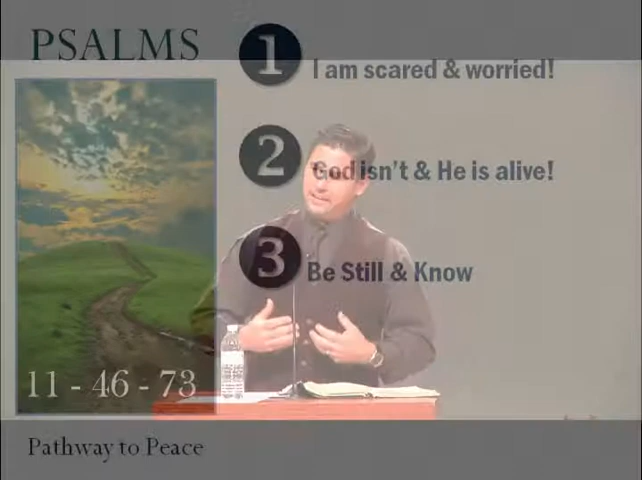 PSALMS
1 I am scared & worried!
2 God isn't & He is alive!
3 Be Still & Know
11 - 46 - 73
Pathway to Peace